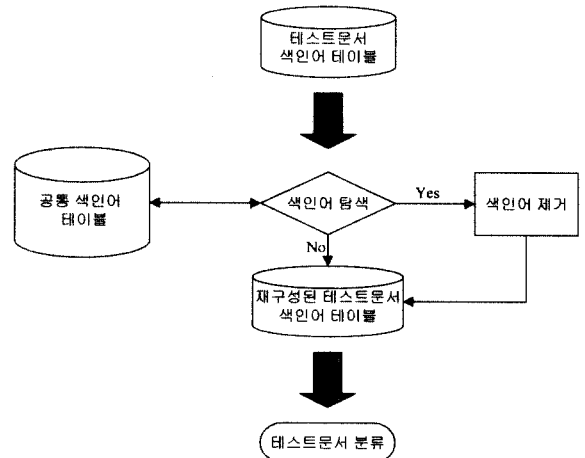 테스트문서
색인어 테이블
공통 색인어
테이블
색인어 탐색
Yes
색인어 제거
No
재구성된 테스트문서
색인어 테이블
테스트문서 분류